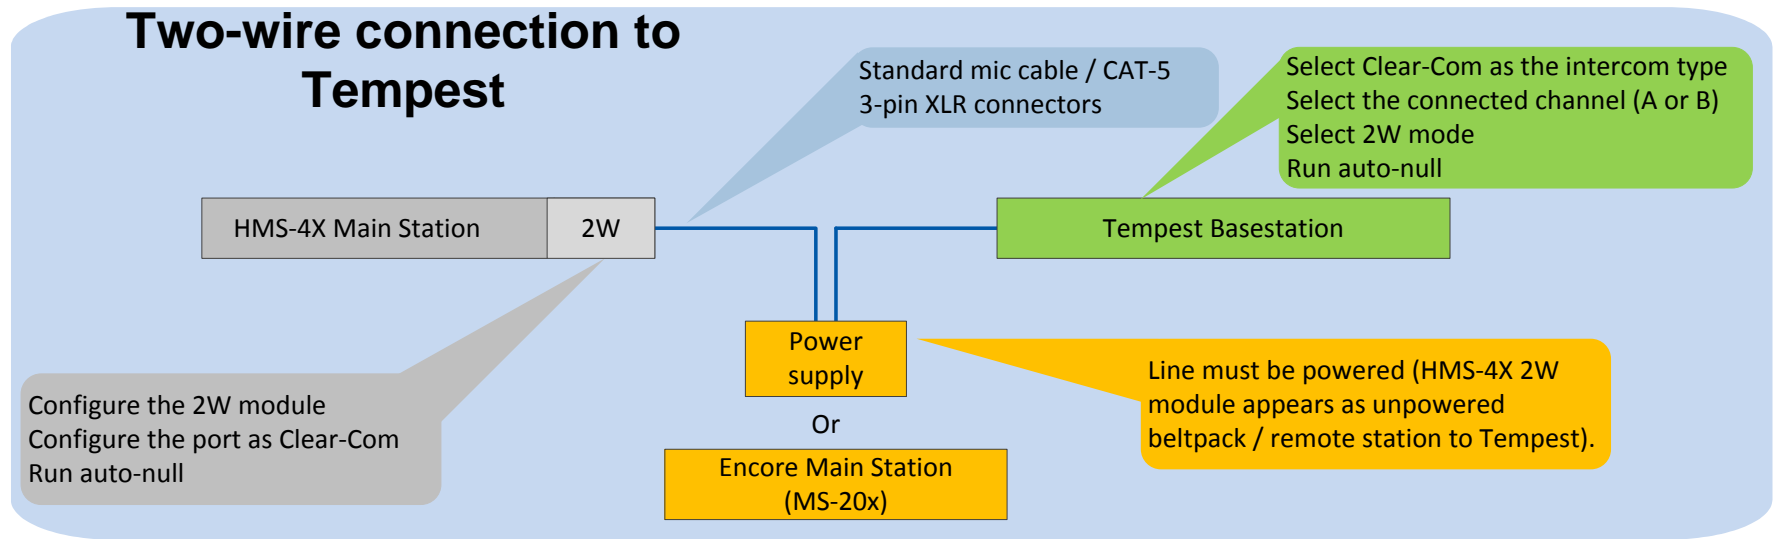 Two-wire connection to
Tempest
Standard mic cable / CAT-5
3-pin XLR connectors
Select Clear-Com as the intercom type
Select the connected channel (A or B)
Select 2W mode
Run auto-null
HMS-4X Main Station
2W
Tempest Basestation
Power
supply
Or
Encore Main Station
(MS-20x)
Configure the 2W module
Configure the port as Clear-Com
Run auto-null
Line must be powered (HMS-4X 2W
module appears as unpowered
beltpack / remote station to Tempest).